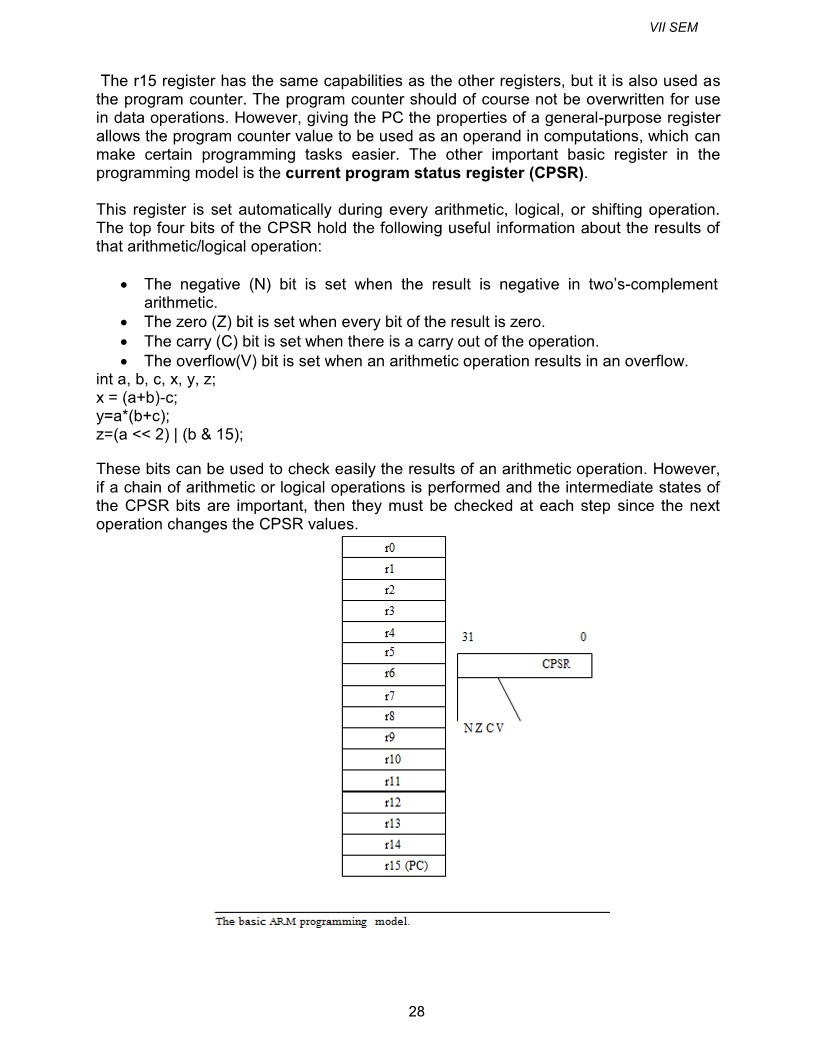 VII SEM
The r15 register has the same capabilities as the other registers, but it is also used as
the program counter. The program counter should of course not be overwritten for use
in data operations. However, giving the PC the properties of a general-purpose register
allows the program counter value to be used as an operand in computations, which can
make certain programming tasks easier. The other important basic register in the
programming model is the current program status register (CPSR).
This register is set automatically during every arithmetic, logical, or shifting operation.
The top four bits of the CPSR hold the following useful information about the results of
that arithmetic/logical operation:
• The negative (N) bit is set when the result is negative in two's-complement
arithmetic.
• The zero (Z) bit is set when every bit of the result is zero.
• The carry (C) bit is set when there is a carry out of the operation.
• The overflow(V) bit is set when an arithmetic operation results in an overflow.
int a, b, c, x, y, z;
x = (a+b)-c;
y=a*(b+c);
z=(a << 2) | (b & 15);
These bits can be used to check easily the results of an arithmetic operation. However,
if a chain of arithmetic or logical operations is performed and the intermediate states of
the CPSR bits are important, then they must be checked at each step since the next
operation changes the CPSR values.
r0
r1
r2
r3
r4
r5
r6
r7
r8
r9
r10
r11
r12
r13
r14
r15 (PC)
31 0
CPSR
N Z C V
The basic ARM programming model.
28